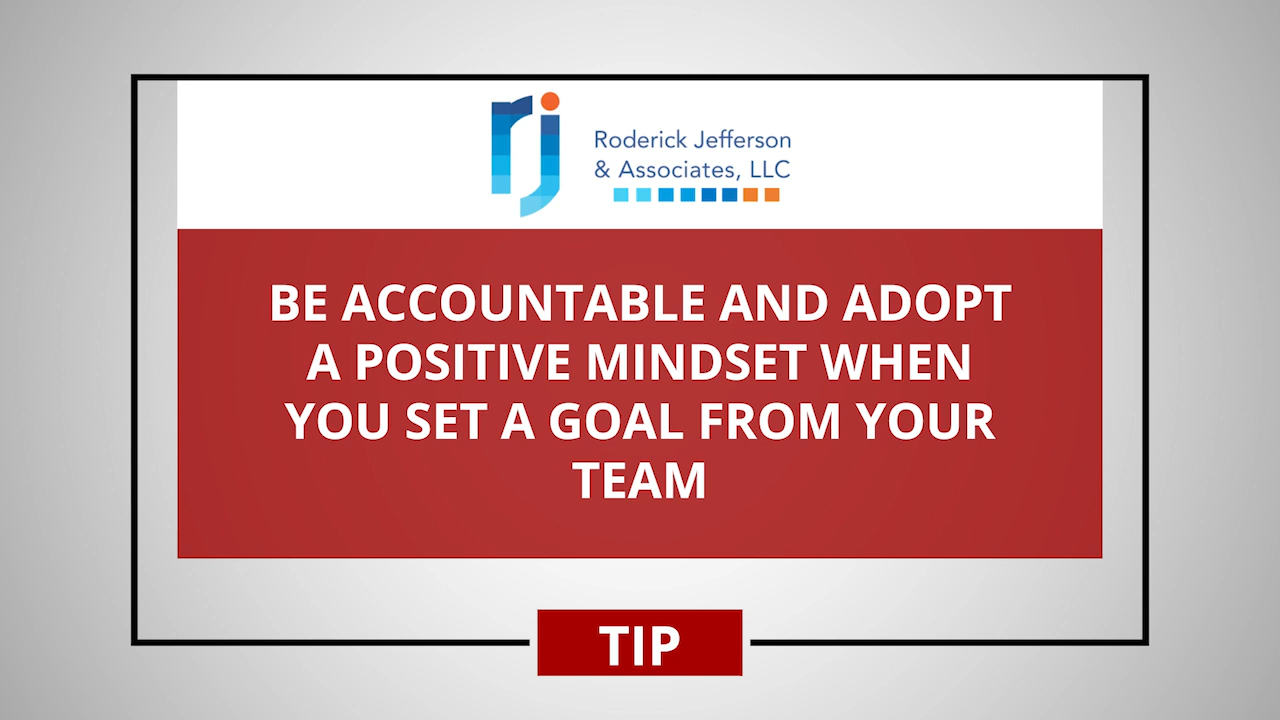 rj
Roderick Jefferson
& Associates, LLC
BE ACCOUNTABLE AND ADOPT
A POSITIVE MINDSET WHEN
YOU SET A GOAL FROM YOUR
TEAM
TIP